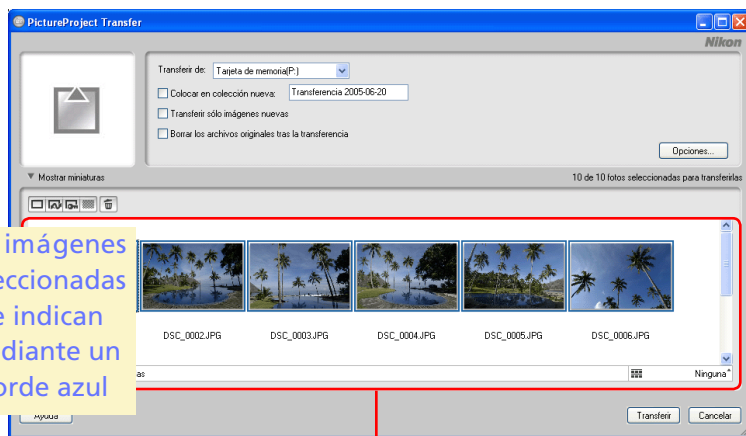 PictureProject Transfer
Nikon
Transferir de: Tarjeta de memoria(P:)
Colocar en colección nueva: Transferencia 2005-06-20
Transferir sólo imágenes nuevas
Borrar los archivos originales tras la transferencia
Opciones...
Mostrar miniaturas
10 de 10 fotos seleccionadas para transferirlas
imágenes
eccionadas
e indican
diante un
orde azul
DSC_0002.JPG DSC_0003.JPG DSC_0004.JPG DSC_0005.JPG DSC_0006.JPG
as
Ninguna
Ayuda
Transferir
Cancelar